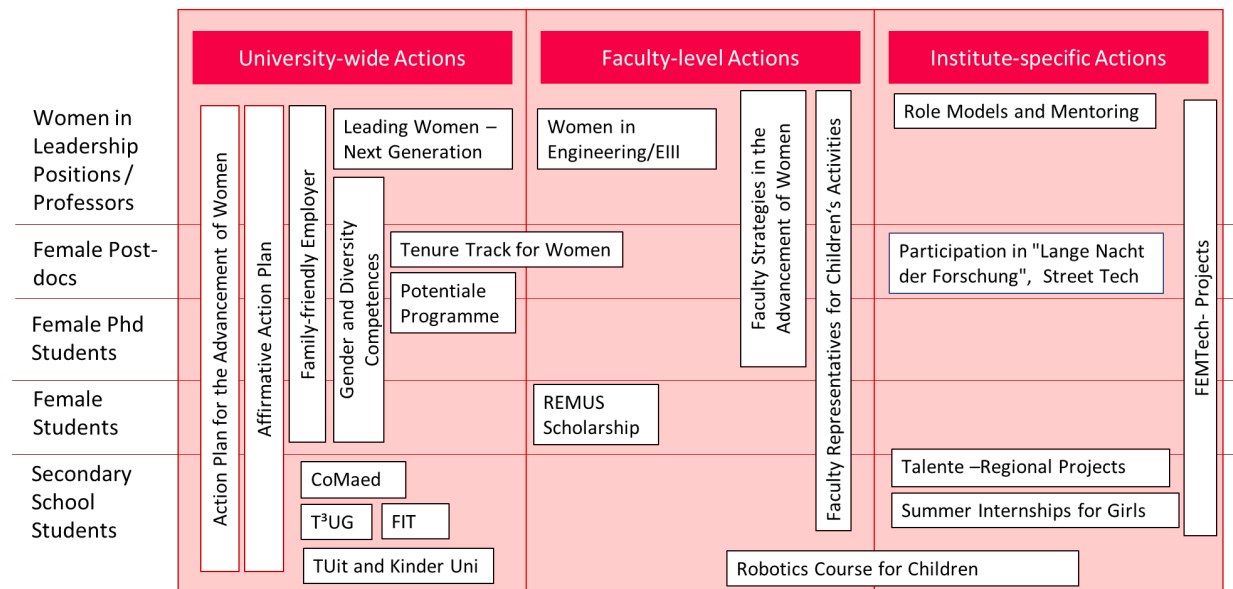 University-wide Actions
Faculty-level Actions
Institute-specific Actions
Women in
Leadership
Positions /
Professors
Female Post-
docs
Female Phd
Students
Female
Students
Secondary
School
Students
Action Plan for the Advancement of Women
Affirmative Action Plan
Family-friendly Employer
Leading Women –
Next Generation
Gender and Diversity
Competences
Tenure Track for Women
Potentiale
Programme
CoMaed
T³UG
FIT
TUit and Kinder Uni
Women in
Engineering/EIII
REMUS
Scholarship
Faculty Strategies in the
Advancement of Women
Faculty Representatives for Children‘s Activities
Robotics Course for Children
Role Models and Mentoring
Participation in "Lange Nacht
der Forschung", Street Tech
Talente –Regional Projects
Summer Internships for Girls
FEMTech- Projects